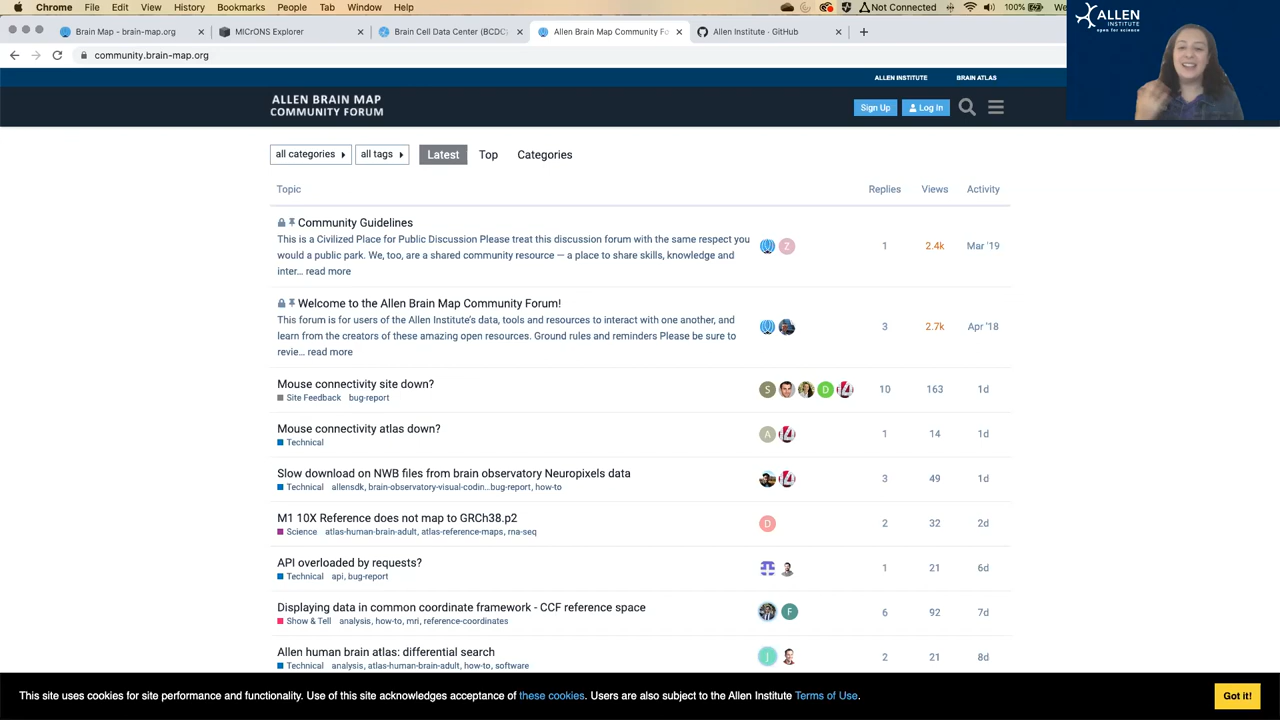 Chrome File Edit View History Bookmarks People Tab Window Help Not Connected 100% We
Brain Map - brain-map.org MICrONS Explorer Brain Cell Data Center (BCDC) Allen Brain Map Community Fo Allen Institute · GitHub
community.brain-map.org
ALLEN INSTITUTE
open for science
ALLEN INSTITUTE BRAIN ATLAS
ALLEN BRAIN MAP
COMMUNITY FORUM
Sign Up Log In
all categories all tags Latest Top Categories
Topic Replies Views Activity
Community Guidelines
This is a Civilized Place for Public Discussion Please treat this discussion forum with the same respect you
would a public park. We, too, are a shared community resource — a place to share skills, knowledge and
inter… read more
Z 1 2.4k Mar '19
Welcome to the Allen Brain Map Community Forum!
This forum is for users of the Allen Institute's data, tools and resources to interact with one another, and
learn from the creators of these amazing open resources. Ground rules and reminders Please be sure to
revie… read more
3 2.7k Apr '18
Mouse connectivity site down?
Site Feedback bug-report
S D 10 163 1d
Mouse connectivity atlas down?
Technical
A 1 14 1d
Slow download on NWB files from brain observatory Neuropixels data
Technical allensdk, brain-observatory-visual-codin…bug-report, how-to
3 49 1d
M1 10X Reference does not map to GRCh38.p2
Science atlas-human-brain-adult, atlas-reference-maps, rna-seq
D 2 32 2d
API overloaded by requests?
Technical api, bug-report
1 21 6d
Displaying data in common coordinate framework - CCF reference space
Show & Tell analysis, how-to, mri, reference-coordinates
F 6 92 7d
Allen human brain atlas: differential search
Technical analysis, atlas-human-brain-adult, how-to, software
J 2 21 8d
This site uses cookies for site performance and functionality. Use of this site acknowledges acceptance of these cookies. Users are also subject to the Allen Institute Terms of Use.
Got it!